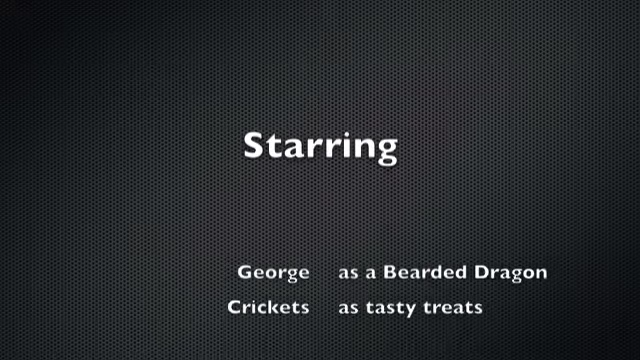 Starring
George as a Bearded Dragon
Crickets as tasty treats